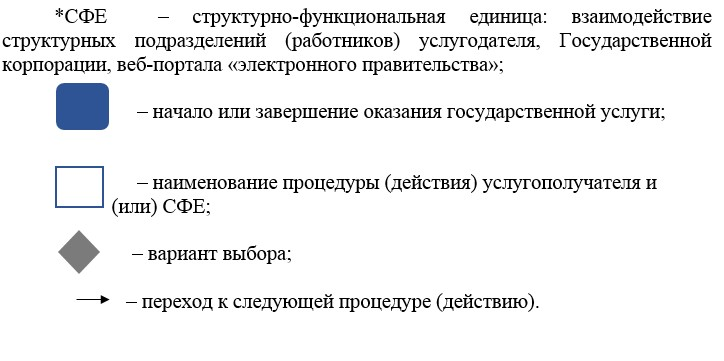 *СФЕ – структурно-функциональная единица: взаимодействие
структурных подразделений (работников) услугодателя, Государственной
корпорации, веб-портала «электронного правительства»;
– начало или завершение оказания государственной услуги;
– наименование процедуры (действия) услугополучателя и
(или) СФЕ;
– вариант выбора;
– переход к следующей процедуре (действию).